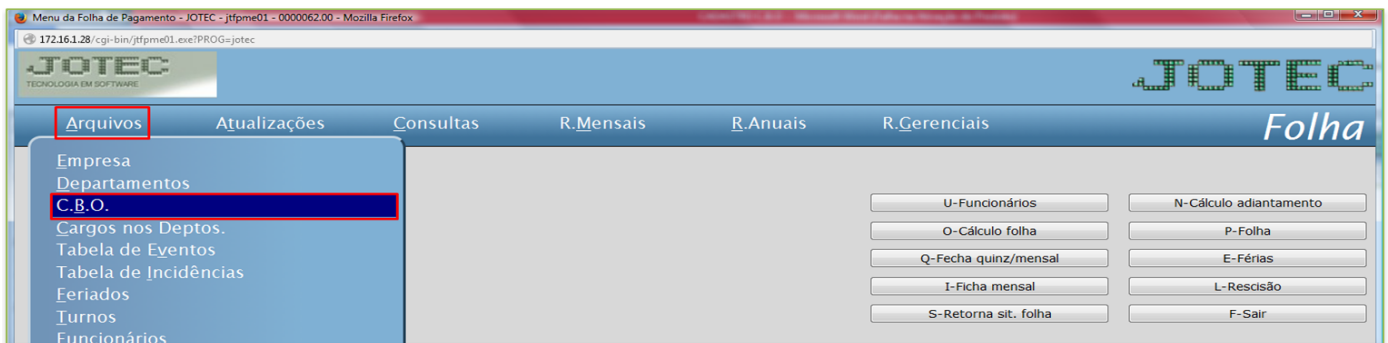 Menu da Folha de Pagamento - JOTEC - jtfpme01 - 0000062.00 - Mozilla Firefox
172.16.1.28/cgi-bin/jtfpme01.exe?PROG=jotec
JOTEC
TECNOLOGIA EM SOFTWARE
JOTEC
Arquivos Atualizações Consultas R.Mensais R.Anuais R.Gerenciais Folha
Empresa
Departamentos
C.B.O.
Cargos nos Deptos.
Tabela de Eventos
Tabela de Incidências
Feriados
Turnos
Funcionários
U-Funcionários N-Cálculo adiantamento
O-Cálculo folha P-Folha
Q-Fecha quinz/mensal E-Férias
I-Ficha mensal L-Rescisão
S-Retorna sit. folha F-Sair